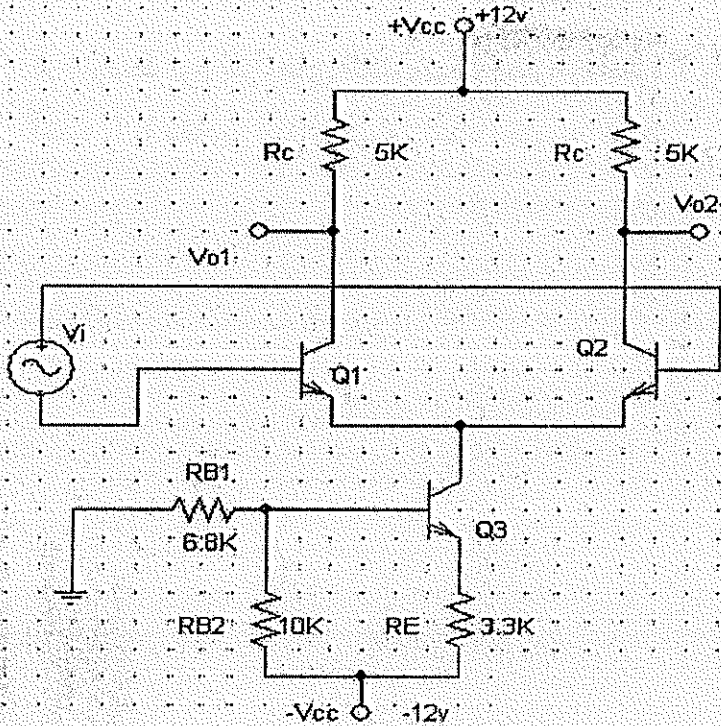 +Vcc +12v
Rc 5K Rc 5K
Vo1 Vo2
Vi
Q1 Q2
RB1
6.8K
Q3
RB2 10K RE 3.3K
-Vcc -12v